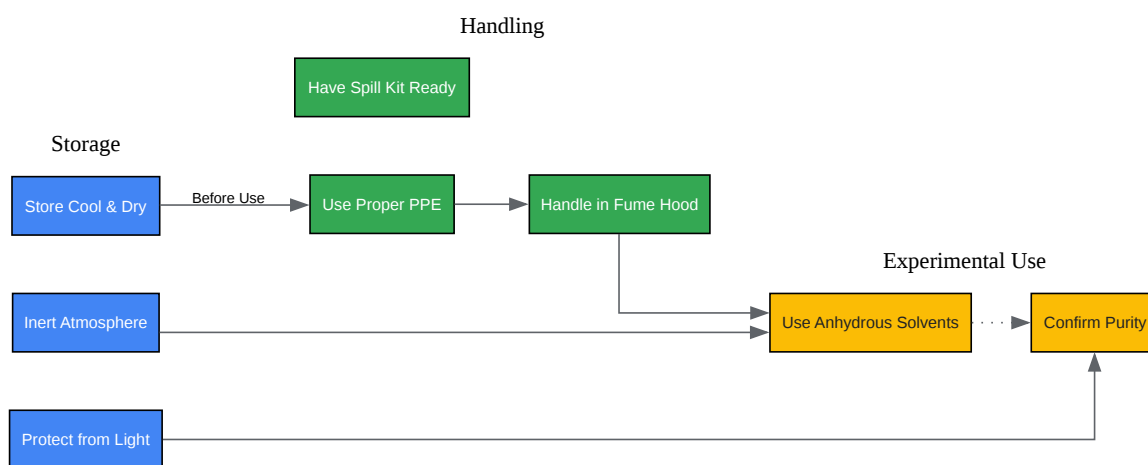 Handling
Have Spill Kit Ready
Storage
Store Cool & Dry
Before Use
Use Proper PPE
Handle in Fume Hood
Experimental Use
Inert Atmosphere
Use Anhydrous Solvents
Confirm Purity
Protect from Light